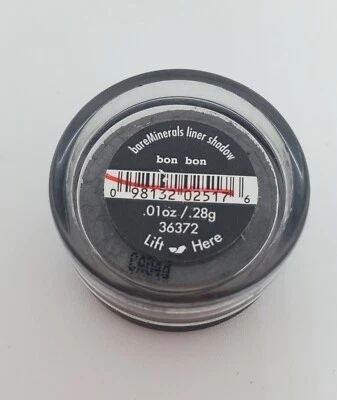 bareMinerals liner shadow
bon bon
0 98132 02517 6
.01oz / .28g
36372
Lift Here